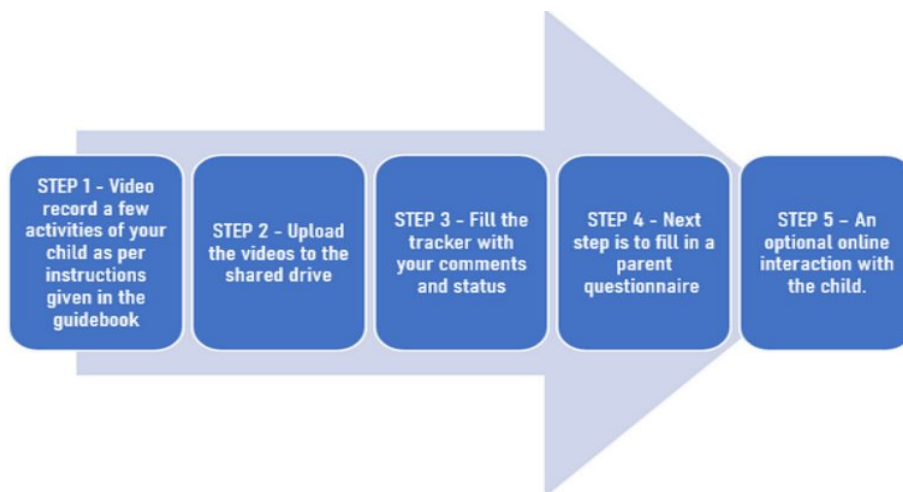 STEP 1 - Video
record a few
activities of your
child as per
instructions
given in the
guidebook
STEP 2 - Upload
the videos to the
shared drive
STEP 3 - Fill the
tracker with
your comments
and status
STEP 4 - Next
step is to fill in a
parent
questionnaire
STEP 5 – An
optional online
interaction with
the child.